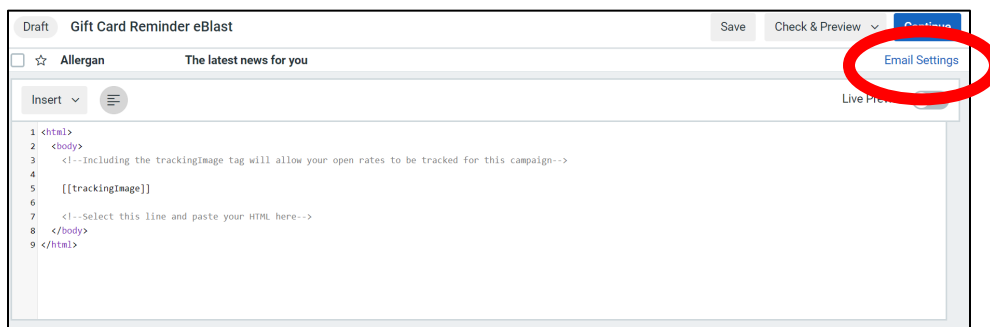 Draft Gift Card Reminder eBlast Save Check & Preview Continue
Allergan The latest news for you Email Settings
Insert Live
1 <html>
2 <body>
3 <!--Including the trackingImage tag will allow your open rates to be tracked for this campaign-->
4
5 [[trackingImage]]
6
7 <!--Select this line and paste your HTML here-->
8 </body>
9 </html>